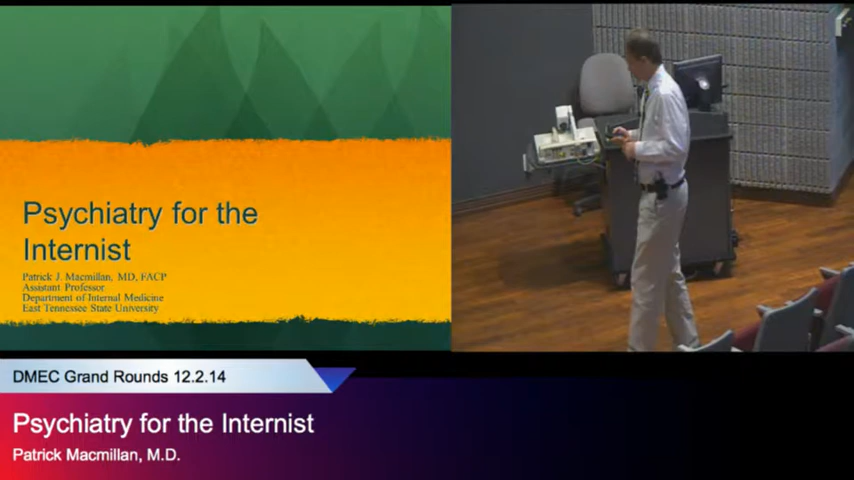 Psychiatry for the
Internist
Patrick J. Macmillan, MD, FACP
Assistant Professor
Department of Internal Medicine
East Tennessee State University
DMEC Grand Rounds 12.2.14
Psychiatry for the Internist
Patrick Macmillan, M.D.